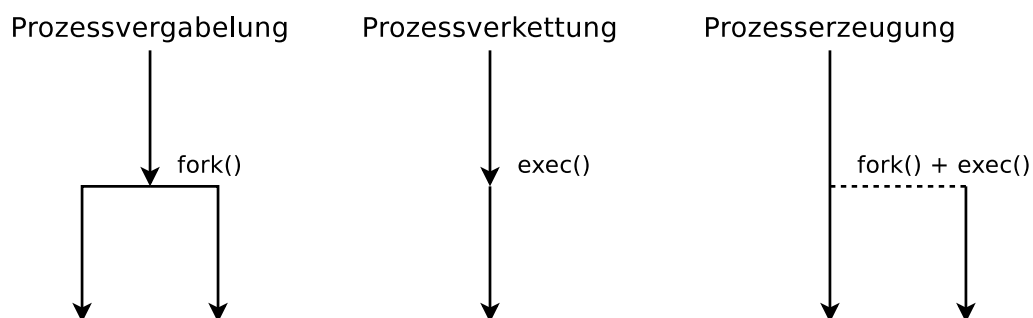 Prozessvergabelung
Prozessverkettung
Prozesserzeugung
fork()
exec()
fork() + exec()